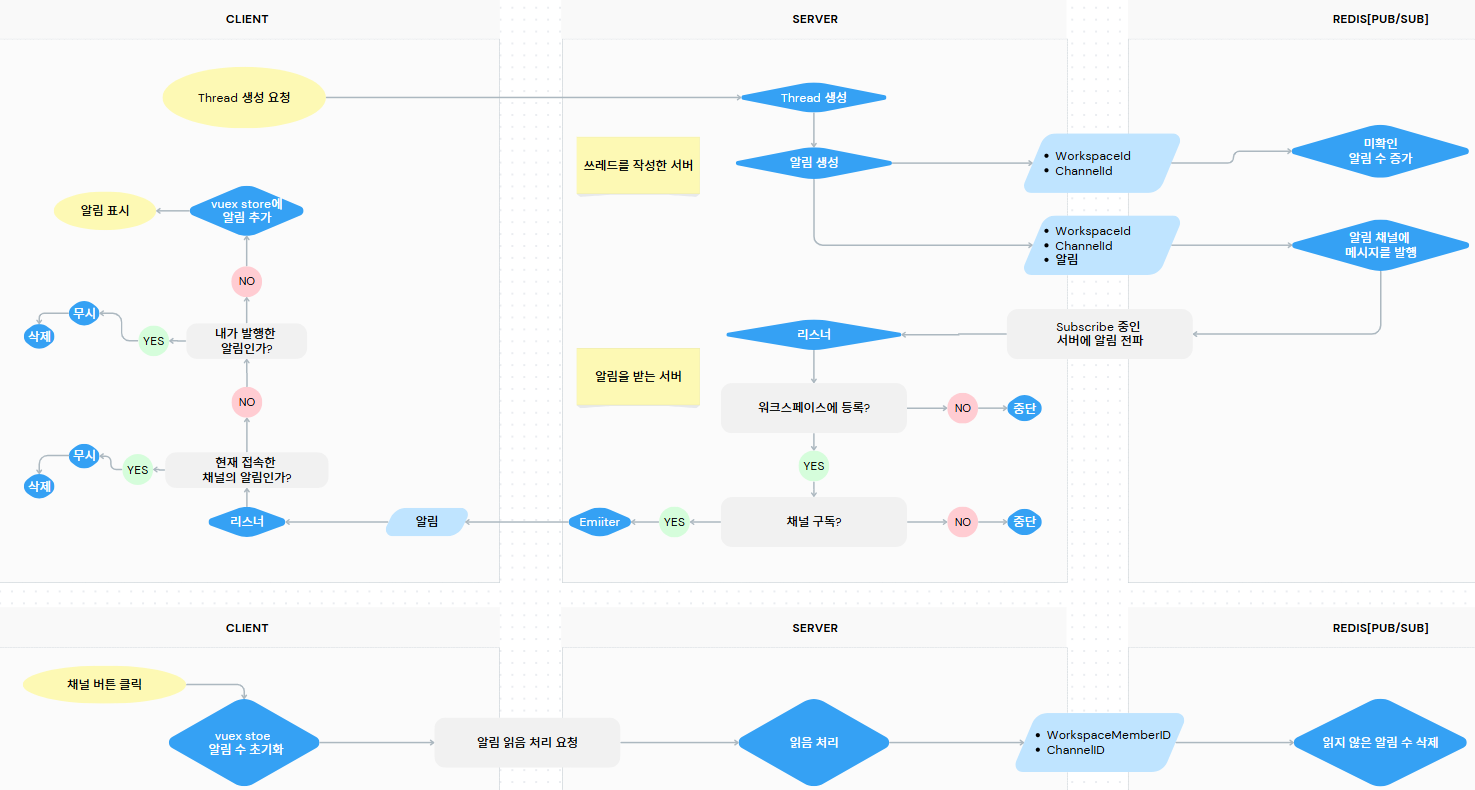 CLIENT
SERVER
REDIS[PUB/SUB]
Thread 생성 요청
Thread 생성
쓰레드를 작성한 서버
알림 생성
WorkspaceId
ChannelId
미확인
알림 수 증가
알림 표시
vuex store에
알림 추가
WorkspaceId
ChannelId
알림
알림 채널에
메시지를 발행
NO
무시
삭제
YES
내가 발행한
알림인가?
리스너
Subscribe 중인
서버에 알림 전파
알림을 받는 서버
NO
워크스페이스에 등록?
NO
중단
무시
삭제
YES
현재 접속한
채널의 알림인가?
YES
리스너
알림
Emiiter
YES
채널 구독?
NO
중단
CLIENT
SERVER
REDIS[PUB/SUB]
채널 버튼 클릭
vuex stoe
알림 수 초기화
알림 읽음 처리 요청
읽음 처리
WorkspaceMemberID
ChannelID
읽지 않은 알림 수 삭제